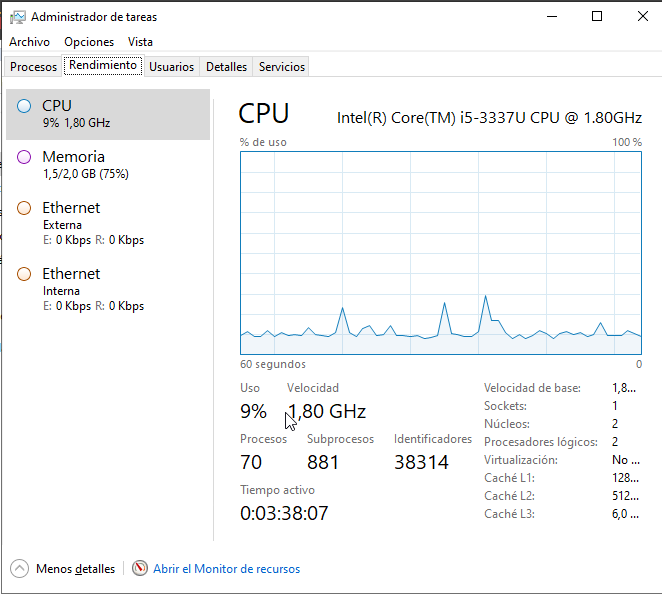 Administrador de tareas
Archivo Opciones Vista
Procesos Rendimiento Usuarios Detalles Servicios
CPU
9% 1,80 GHz
Memoria
1,5/2,0 GB (75%)
Ethernet
Externa
E: 0 Kbps R: 0 Kbps
Ethernet
Interna
E: 0 Kbps R: 0 Kbps
CPU Intel(R) Core(TM) i5-3337U CPU @ 1.80GHz
% de uso 100 %
60 segundos 0
Uso Velocidad
9% 1,80 GHz
Procesos Subprocesos Identificadores
70 881 38314
Tiempo activo
0:03:38:07
Velocidad de base: 1,8...
Sockets: 1
Núcleos: 2
Procesadores lógicos: 2
Virtualización: No ...
Caché L1: 128...
Caché L2: 512...
Caché L3: 6,0 ...
Menos detalles Abrir el Monitor de recursos